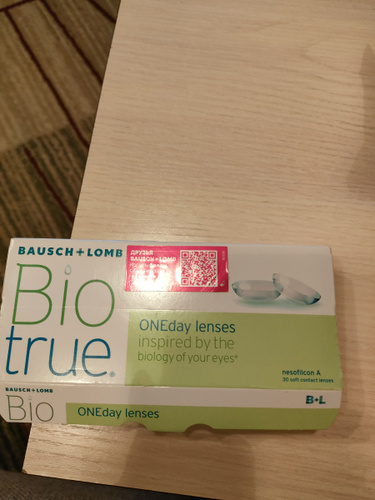 BAUSCH + LOMB
Bio
true®
ДРУЗЬЯ
BAUSCH+LOMB
ONEday lenses
inspired by the
biology of your eyes*
nesofilcon A
30 soft contact lenses
BAUSCH + LOMB
Bio
ONEday lenses
B+L